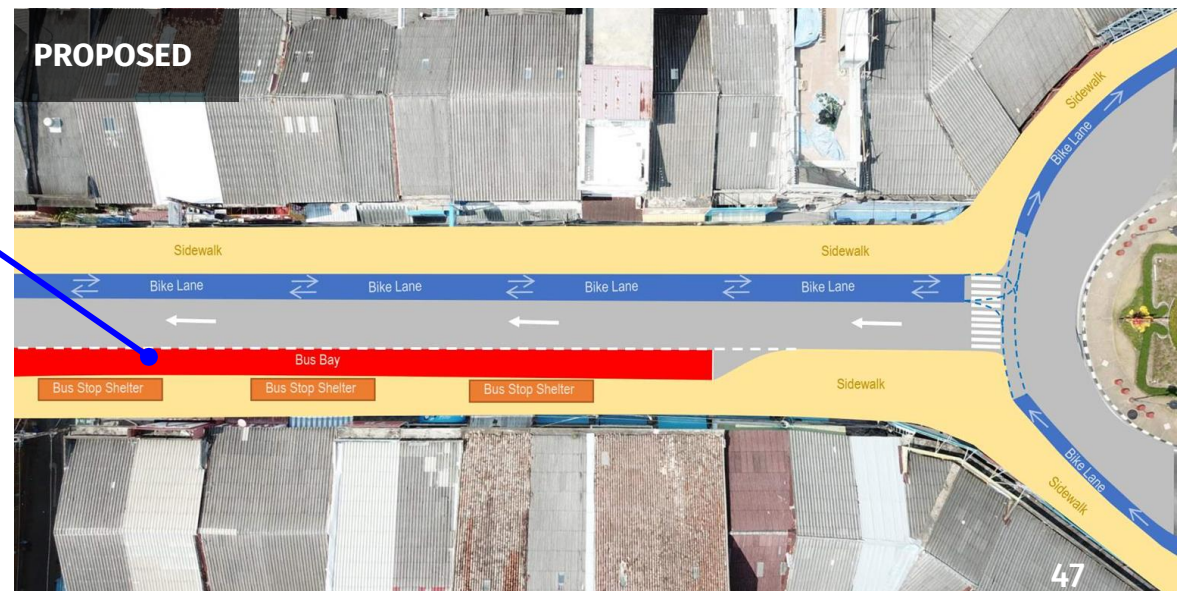 PROPOSED
Sidewalk
Bike Lane
Sidewalk
Sidewalk
Bike Lane
Bike Lane
Bike Lane
Bike Lane
Bus Bay
Bus Stop Shelter
Bus Stop Shelter
Bus Stop Shelter
Sidewalk
Bike Lane
Sidewalk
47